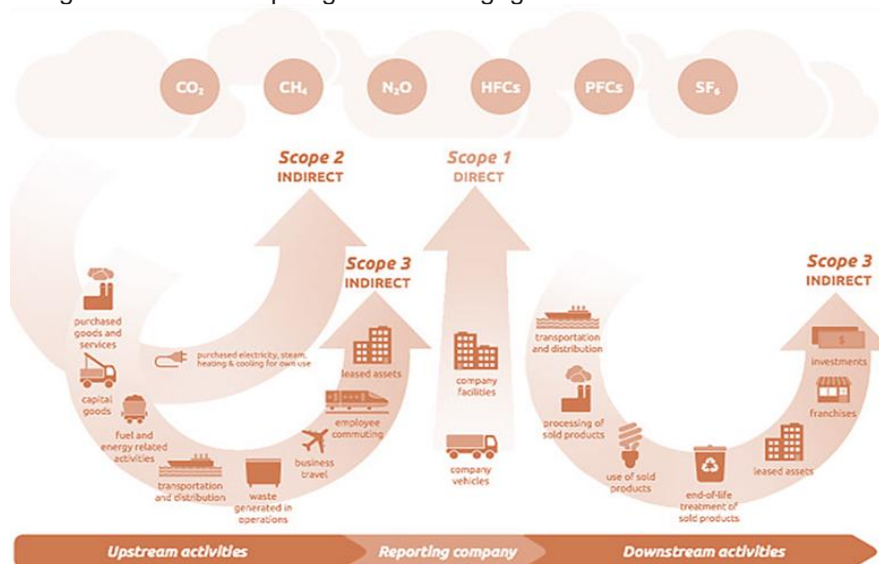 CO₂
CH₄
N₂O
HFCs
PFCs
SF₆
Scope 2
INDIRECT
Scope 1
DIRECT
Scope 3
INDIRECT
Scope 3
INDIRECT
purchased
goods and
services
capital
goods
fuel and
energy related
activities
transportation
and distribution
waste
generated in
operations
business
travel
employee
commuting
leased assets
purchased electricity, steam,
heating & cooling for own use
company
facilities
company
vehicles
transportation
and distribution
processing of
sold products
use of sold
products
end-of-life
treatment of
sold products
leased assets
franchises
investments
$
Upstream activities
Reporting company
Downstream activities